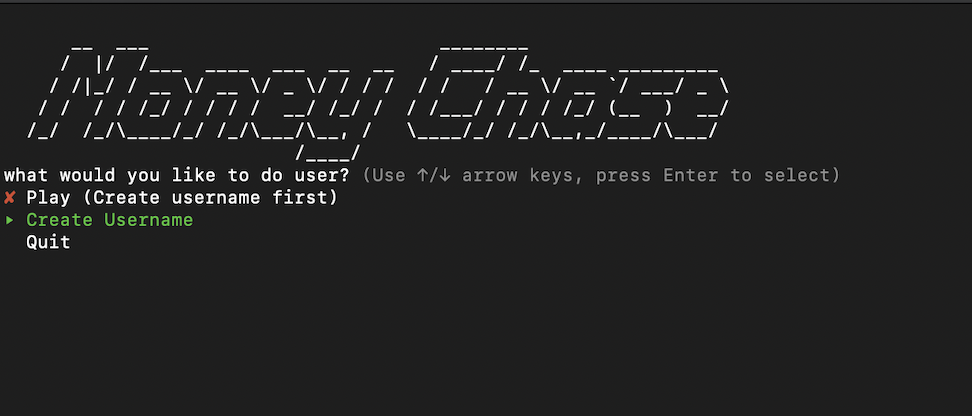 Money Chase
what would you like to do user? (Use ↑/↓ arrow keys, press Enter to select)
✘ Play (Create username first)
▸ Create Username
Quit